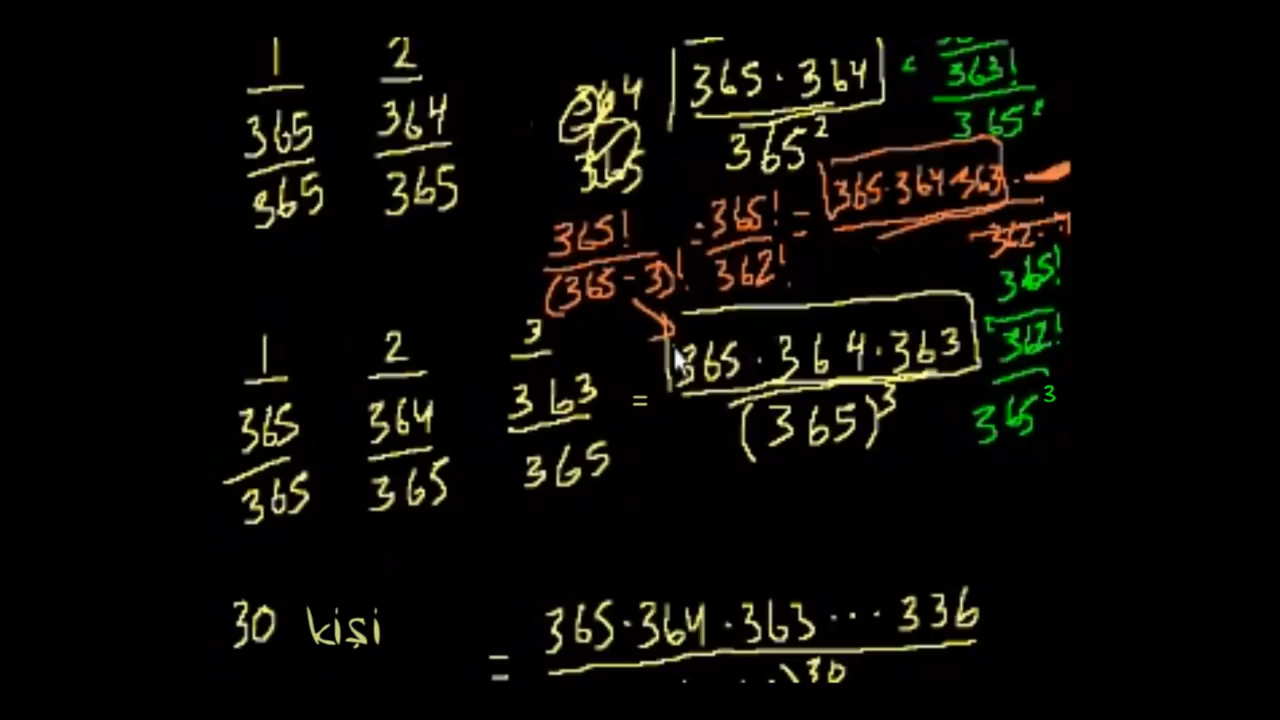 1 2
365/365 364/365
364
365
365 · 364 / 365²
=
363!
365²
365! / (365 - 3)! = 365! / 362! = 365·364·363
362
1 2 3
365/365 364/365 363/365 = 365 · 364 · 363 / (365)³
365! / 362! / 365³
30 kişi = 365·364·363 ··· 336
)³⁰